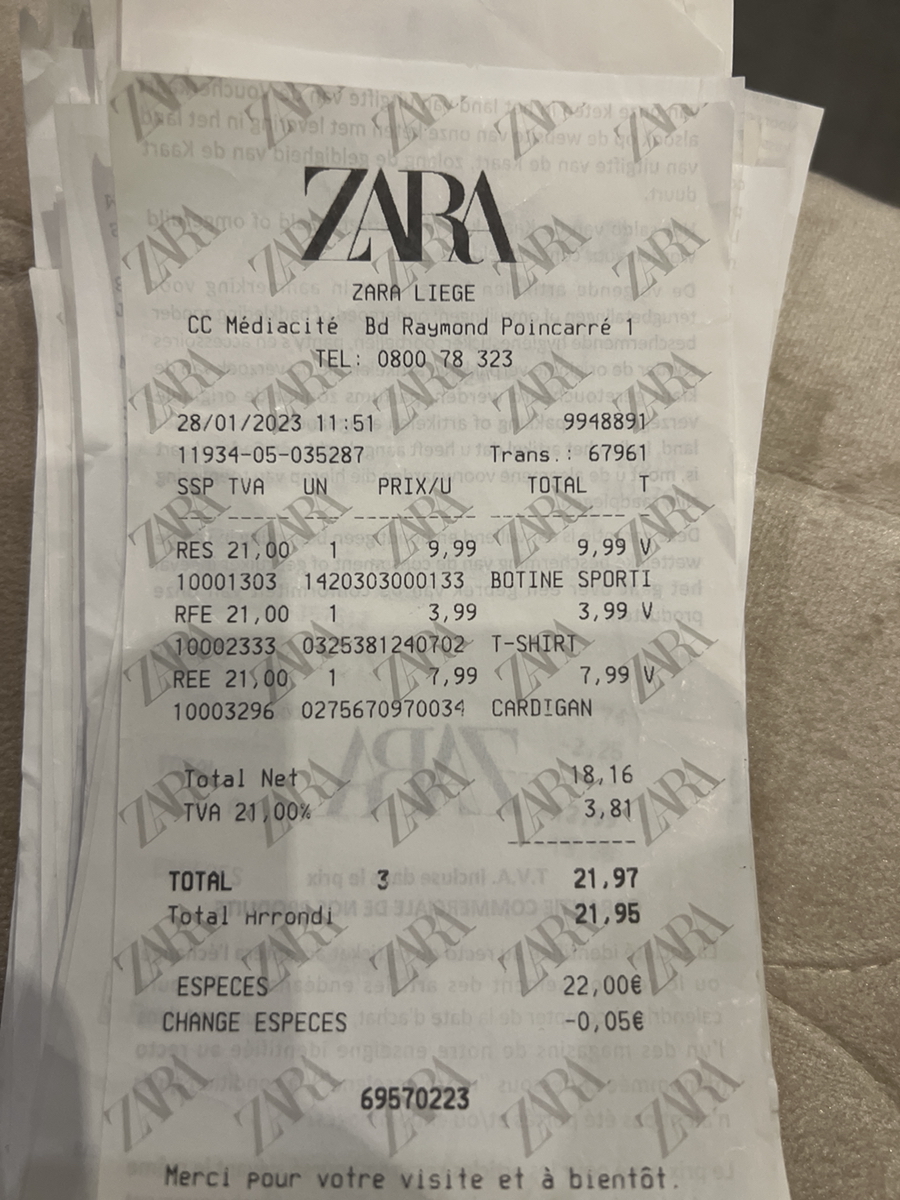 ZARA
ZARA LIEGE
CC Médiacité Bd Raymond Poincarré 1
TEL: 0800 78 323
28/01/2023 11:51 9948891
11934-05-035287 Trans.: 67961
SSP TVA UN PRIX/U TOTAL T
RES 21,00 1 9,99 9,99 V
10001303 1420303000133 BOTINE SPORTI
RFE 21,00 1 3,99 3,99 V
10002333 0325381240702 T-SHIRT
REE 21,00 1 7,99 7,99 V
10003296 0275670970034 CARDIGAN
Total Net 18,16
TVA 21,00% 3,81
TOTAL 3 21,97
Total Arrondi 21,95
ESPECES 22,00€
CHANGE ESPECES -0,05€
69570223
Merci pour votre visite et à bientôt.